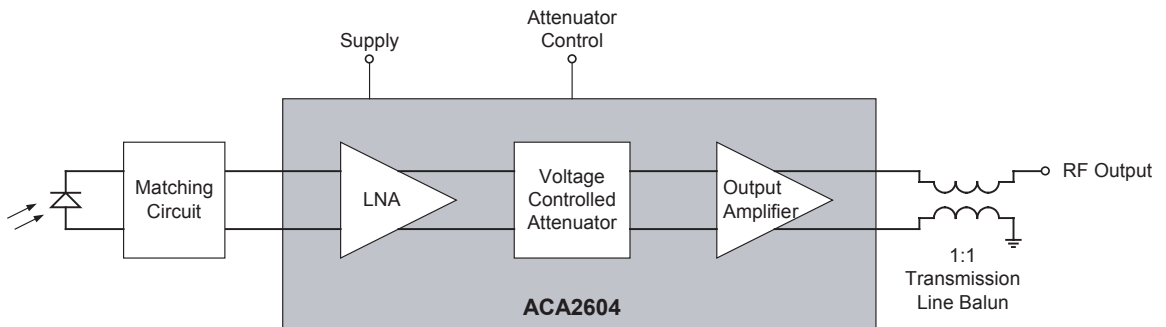 Attenuator
Control
Supply
Matching
Circuit
LNA
Voltage
Controlled
Attenuator
Output
Amplifier
RF Output
1:1
Transmission
Line Balun
ACA2604